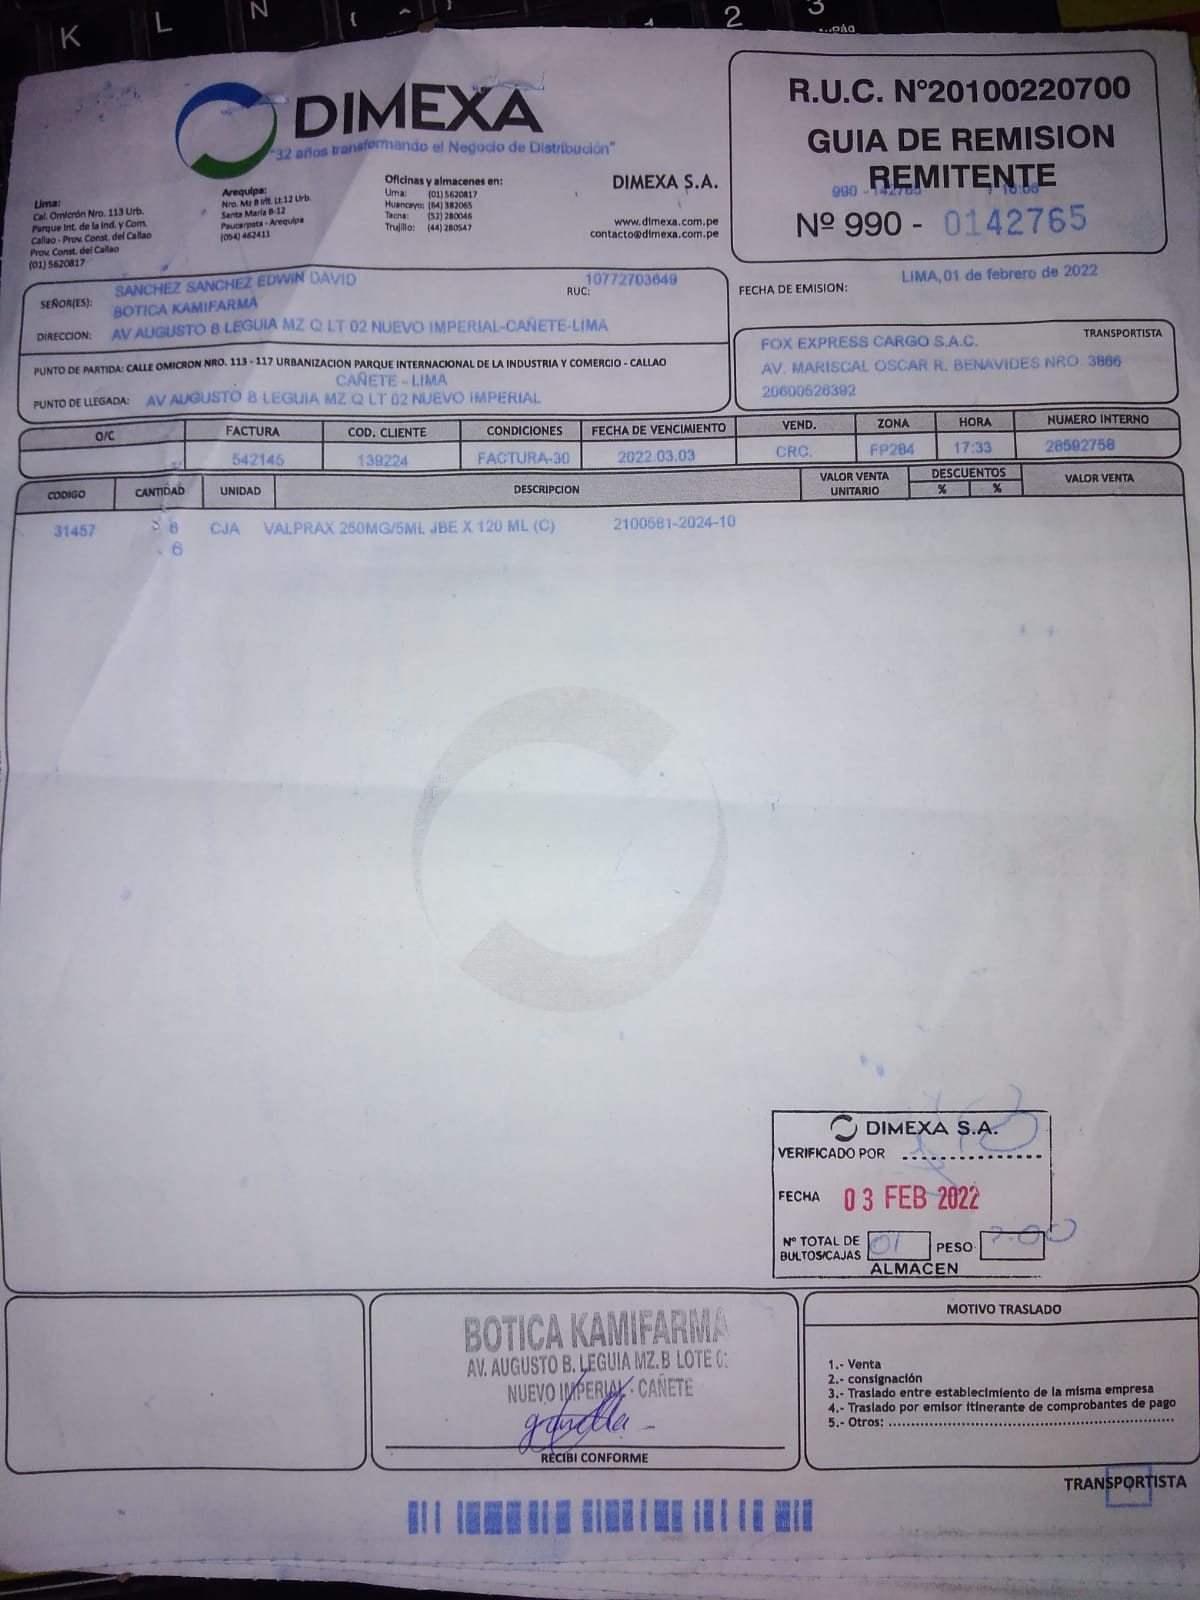 K L N 2 3
DIMEXA
"32 años transformando el Negocio de Distribución"
Lima:
Cal. Omicrón Nro. 113 Urb.
Parque Int. de la Ind. y Com.
Callao - Prov. Const. del Callao
Prov. Const. del Callao
(01) 5620817
Arequipa:
Nro. Mz B Int. Lt 12 Urb.
Santa María B-12
Paucarpata - Arequipa
(054) 462411
Oficinas y almacenes en:
Lima: (01) 5620817
Huancayo: (64) 382065
Tacna: (52) 280046
Trujillo: (44) 280547
DIMEXA S.A.
www.dimexa.com.pe
contacto@dimexa.com.pe
R.U.C. Nº20100220700
GUIA DE REMISION
REMITENTE
990 - 142765
Nº 990 - 0142765
SEÑOR(ES): SANCHEZ SANCHEZ EDWIN DAVID
RUC: 10772703649
BOTICA KAMIFARMA
DIRECCION: AV AUGUSTO B LEGUIA MZ Q LT 02 NUEVO IMPERIAL-CAÑETE-LIMA
FECHA DE EMISION: LIMA, 01 de febrero de 2022
PUNTO DE PARTIDA: CALLE OMICRON NRO. 113 - 117 URBANIZACION PARQUE INTERNACIONAL DE LA INDUSTRIA Y COMERCIO - CALLAO
CAÑETE - LIMA
PUNTO DE LLEGADA: AV AUGUSTO B LEGUIA MZ Q LT 02 NUEVO IMPERIAL
TRANSPORTISTA
FOX EXPRESS CARGO S.A.C.
AV. MARISCAL OSCAR R. BENAVIDES NRO. 3866
20600526392
O/C FACTURA COD. CLIENTE CONDICIONES FECHA DE VENCIMIENTO VEND. ZONA HORA NUMERO INTERNO
542145 139224 FACTURA-30 2022.03.03 CRC. FP284 17:33 28592758
CODIGO CANTIDAD UNIDAD DESCRIPCION VALOR VENTA UNITARIO DESCUENTOS % % VALOR VENTA
31457 6 CJA VALPRAX 250MG/5ML JBE X 120 ML (C) 2100581-2024-10
6
DIMEXA S.A.
VERIFICADO POR
FECHA 03 FEB 2022
Nº TOTAL DE BULTOS/CAJAS 01 PESO
ALMACEN
BOTICA KAMIFARMA
AV. AUGUSTO B. LEGUIA MZ. B LOTE
NUEVO IMPERIAL - CAÑETE
RECIBI CONFORME
MOTIVO TRASLADO
1.- Venta
2.- consignación
3.- Traslado entre establecimiento de la misma empresa
4.- Traslado por emisor itinerante de comprobantes de pago
5.- Otros:
TRANSPORTISTA